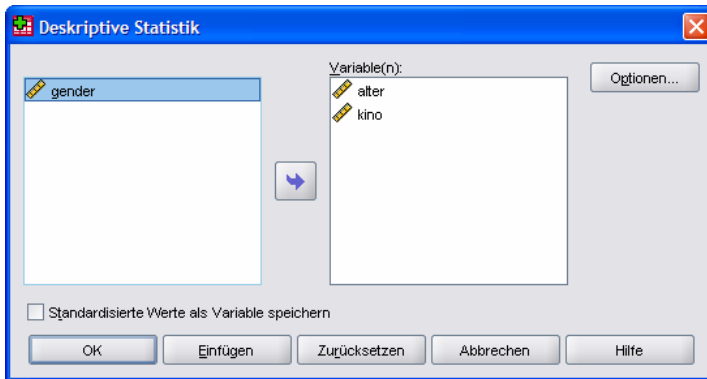 Deskriptive Statistik
gender
Variable(n):
alter
kino
Optionen...
Standardisierte Werte als Variable speichern
OK
Einfügen
Zurücksetzen
Abbrechen
Hilfe